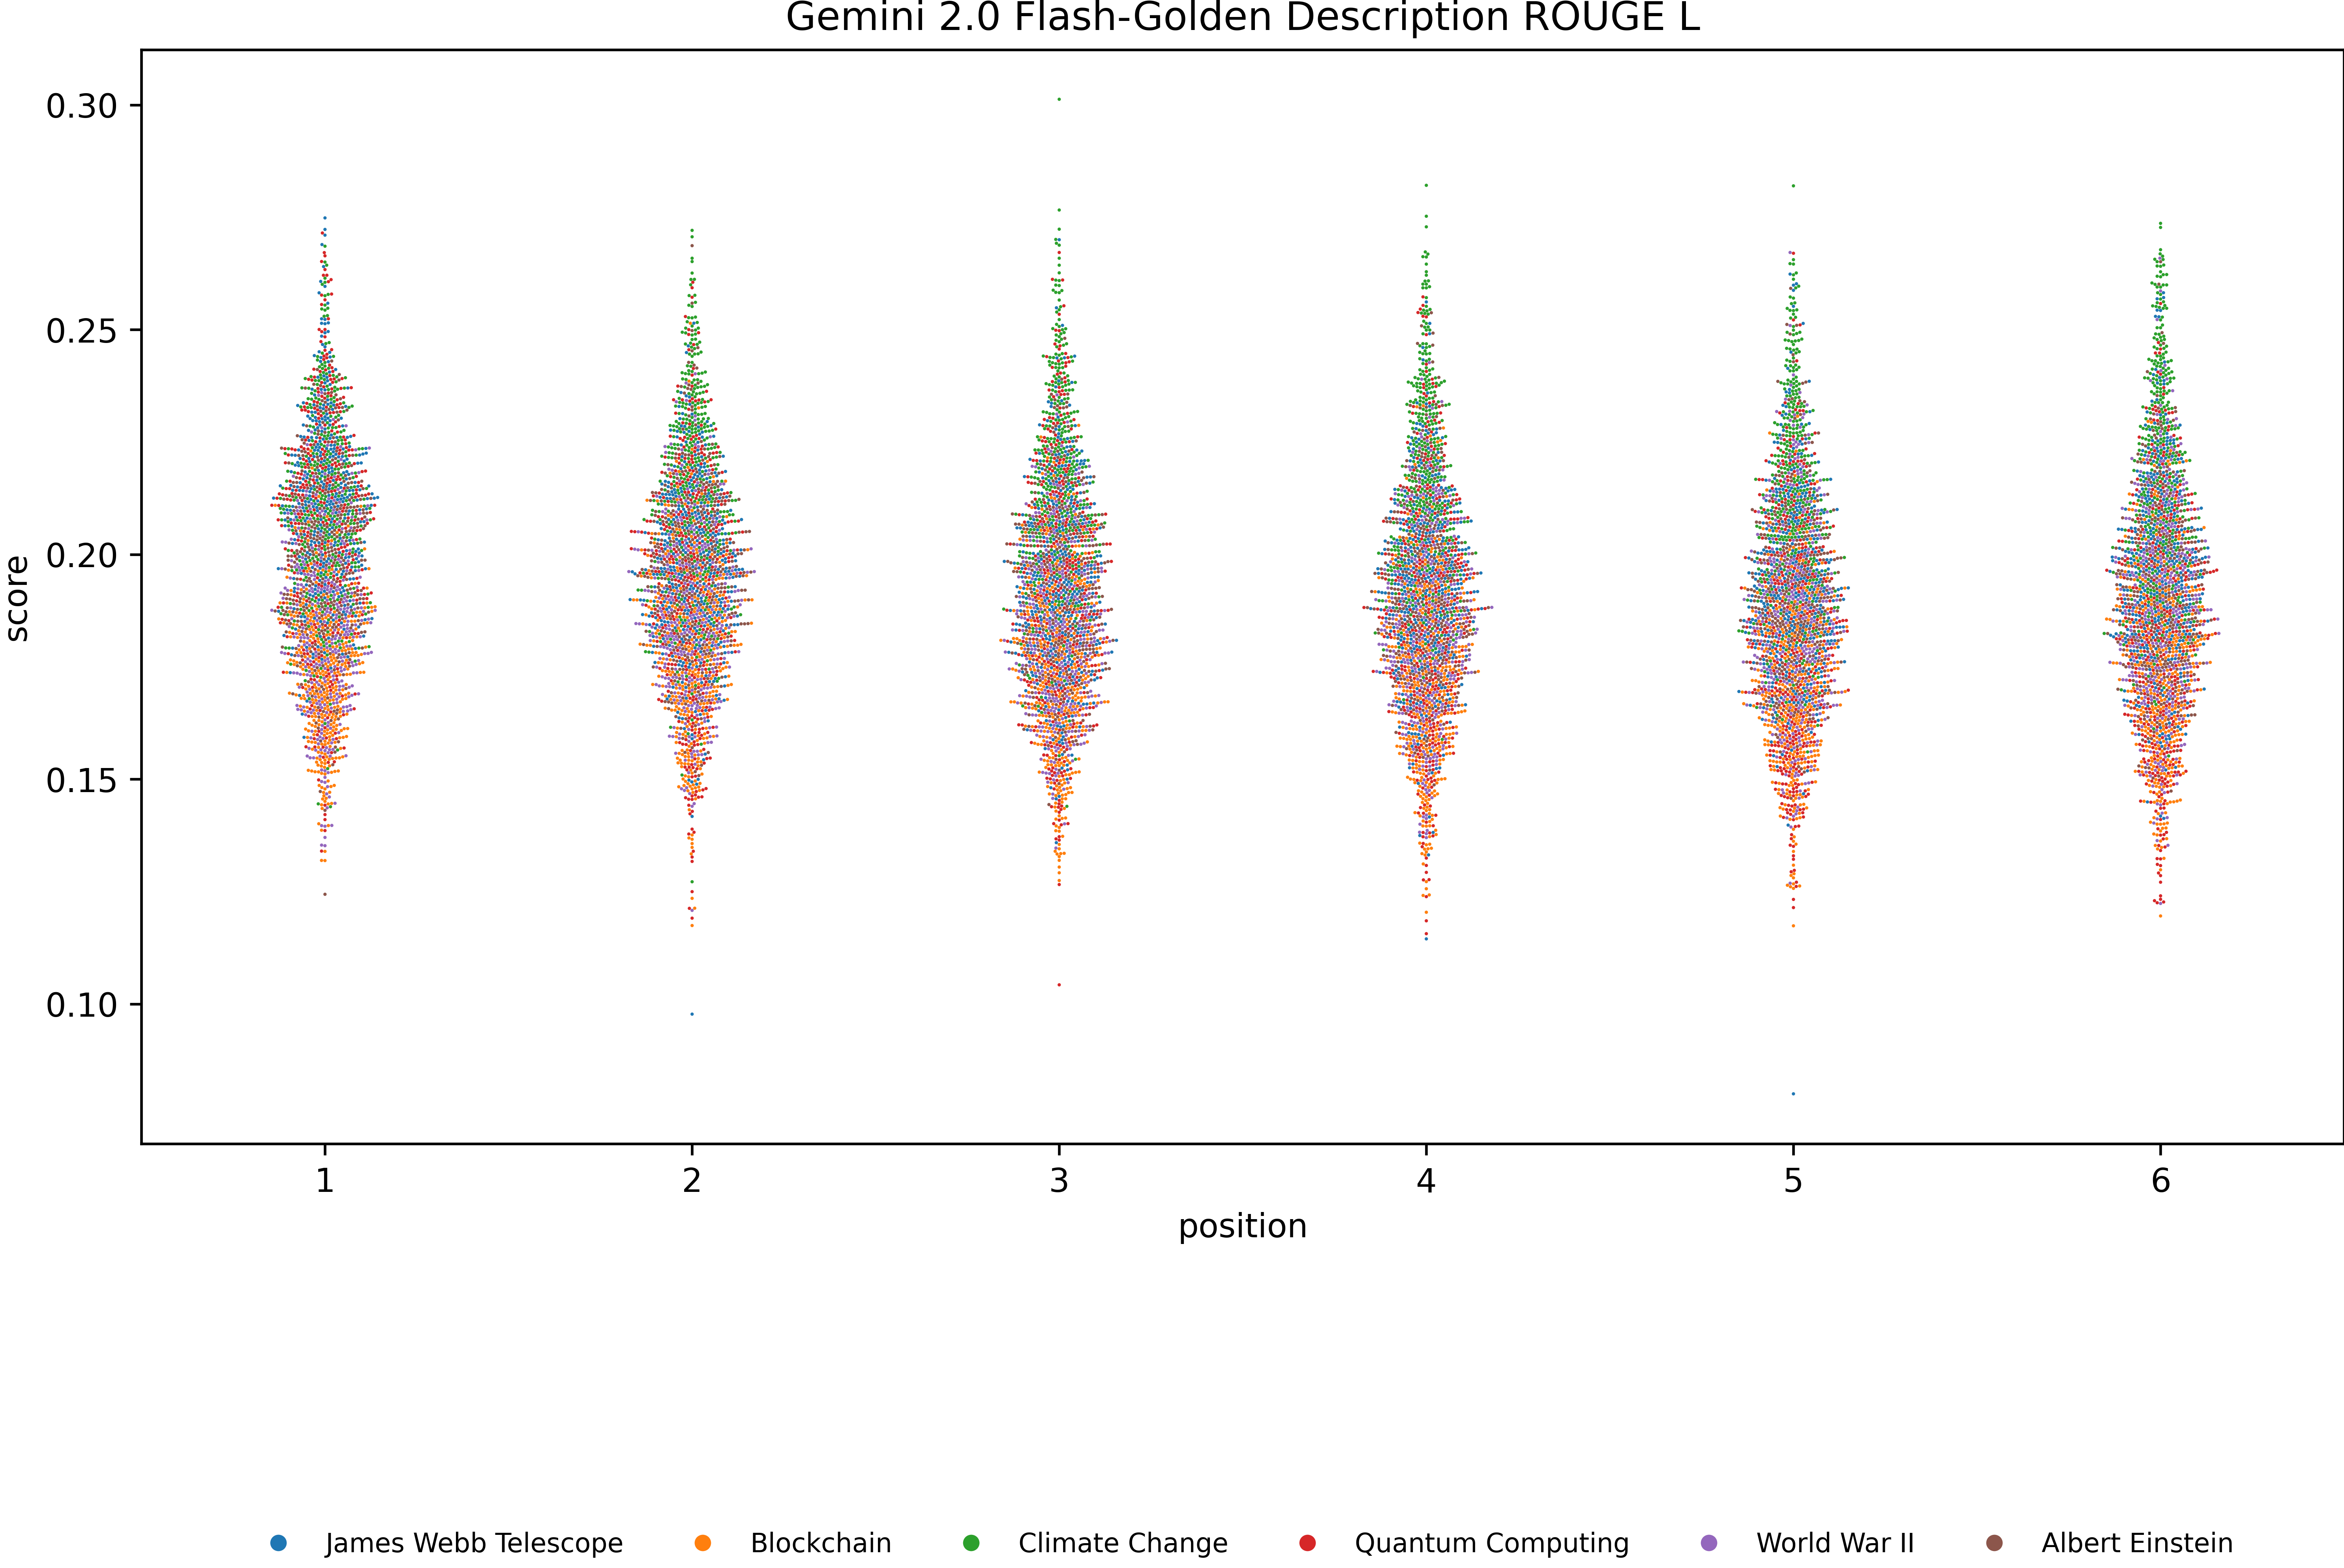 Gemini 2.0 Flash-Golden Description ROUGE L
score
0.30
0.25
0.20
0.15
0.10
1 2 3 4 5 6
position
James Webb Telescope Blockchain Climate Change Quantum Computing World War II Albert Einstein